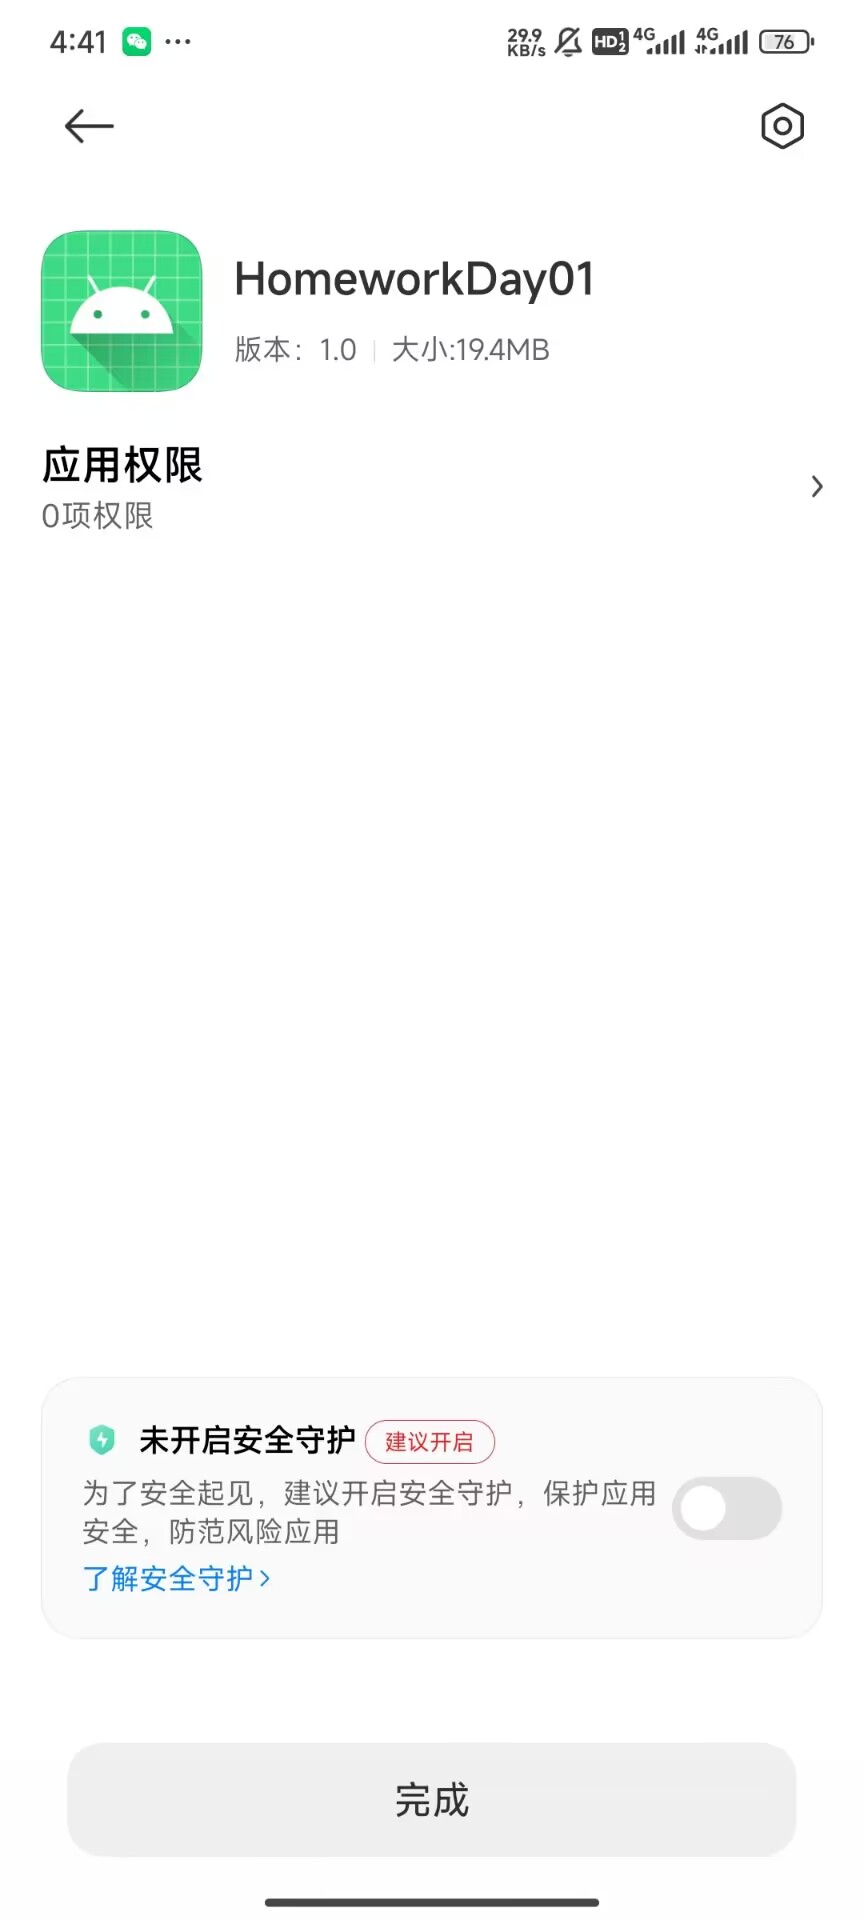 4:41 ··· 29.9 KB/s HD 1 2 4G 4G 76
HomeworkDay01
版本：1.0 | 大小:19.4MB
应用权限
0项权限
未开启安全守护 建议开启
为了安全起见，建议开启安全守护，保护应用
安全，防范风险应用
了解安全守护>
完成